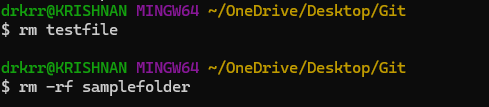 drkrr@KRISHNAN MINGW64 ~/OneDrive/Desktop/Git
$ rm testfile
drkrr@KRISHNAN MINGW64 ~/OneDrive/Desktop/Git
$ rm -rf samplefolder